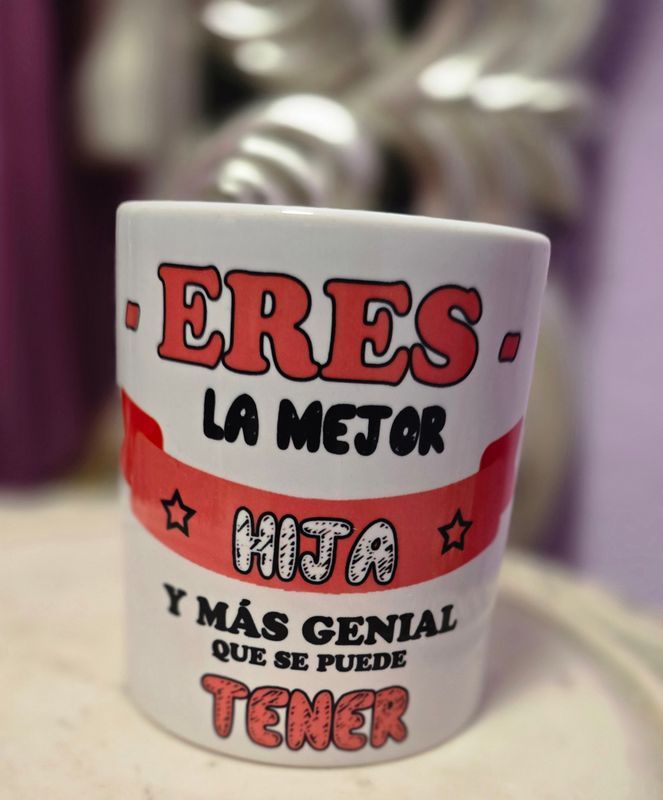 - ERES -
LA MEJOR
HIJA
Y MÁS GENIAL
QUE SE PUEDE
TENER